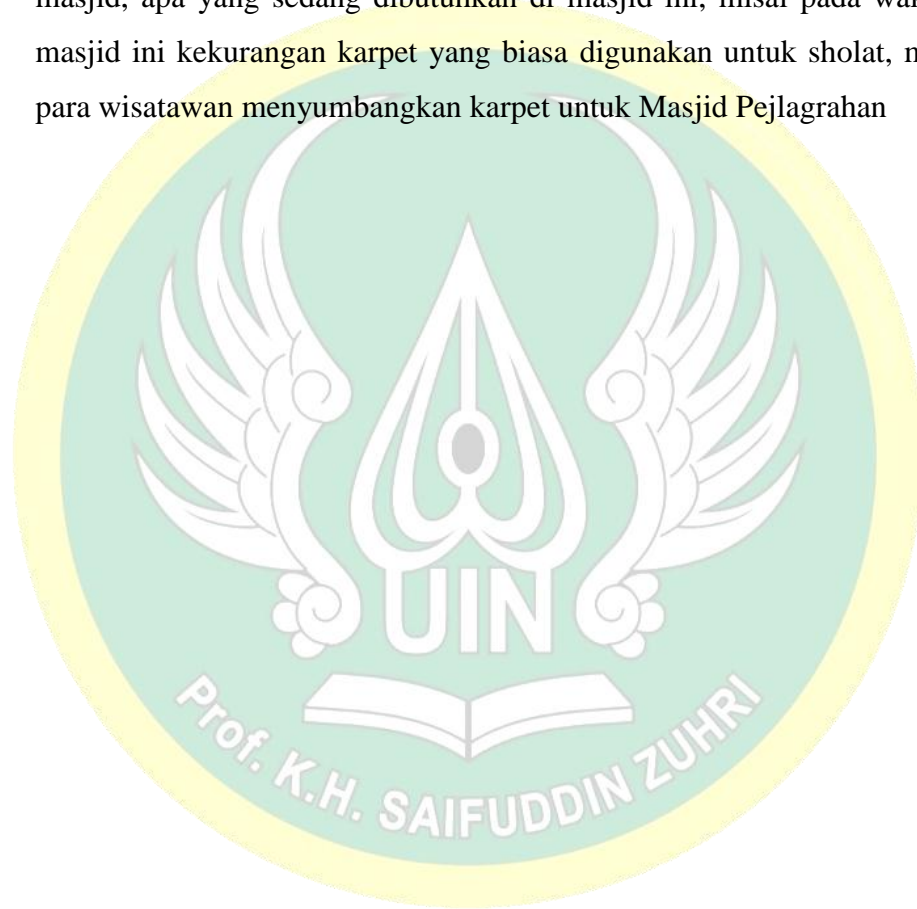 masjid, apa yang sedang dibutuhkan di masjid ini, misal pada
masjid ini kekurangan karpet yang biasa digunakan untuk sholat,
para wisatawan menyumbangkan karpet untuk Masjid Pejlagrahan
UIN
Prof. K.H. SAIFUDDIN ZUHRI